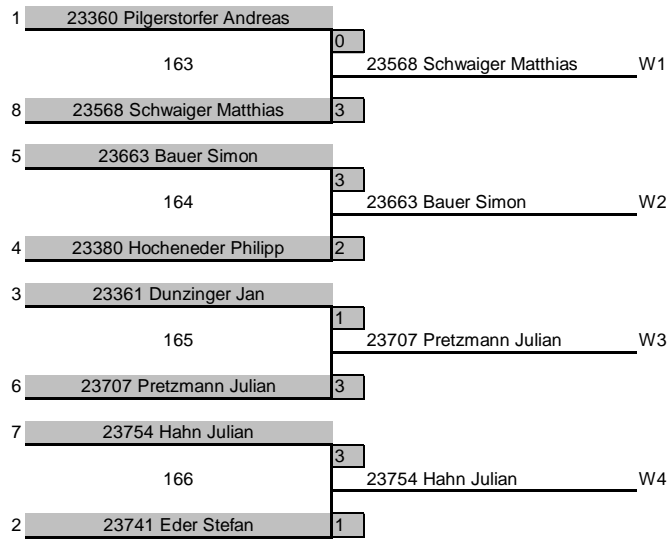 1 23360 Pilgerstorfer Andreas
0
163 23568 Schwaiger Matthias W1
8 23568 Schwaiger Matthias 3
5 23663 Bauer Simon
3
164 23663 Bauer Simon W2
4 23380 Hocheneder Philipp 2
3 23361 Dunzinger Jan
1
165 23707 Pretzmann Julian W3
6 23707 Pretzmann Julian 3
7 23754 Hahn Julian
3
166 23754 Hahn Julian W4
2 23741 Eder Stefan 1